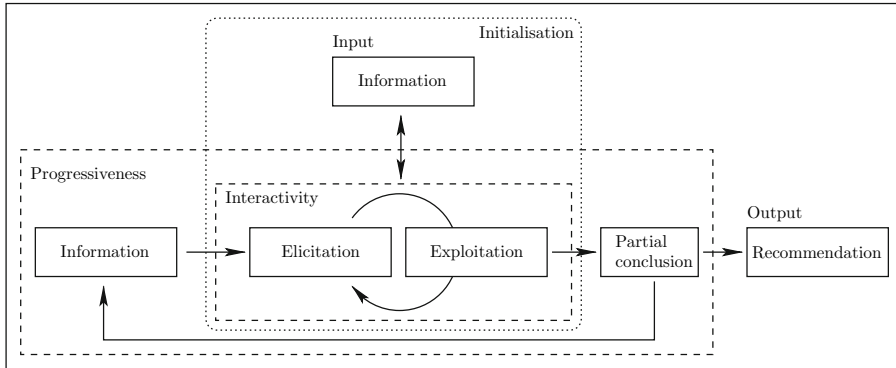 Initialisation
Input
Information
Progressiveness
Interactivity
Output
Information
Elicitation
Exploitation
Partial
conclusion
Recommendation